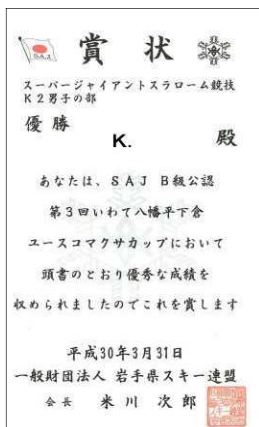 S A J
賞状
スーパージャイアントスラローム競技
K2男子の部
優勝
K. 殿
あなたは、SAJ B級公認
第3回いわて八幡平下倉
ユースコマクサカップにおいて
頭書のとおり優秀な成績を
収められましたのでこれを賞します
平成30年3月31日
一般財団法人 岩手県スキー連盟
会長 米川次郎